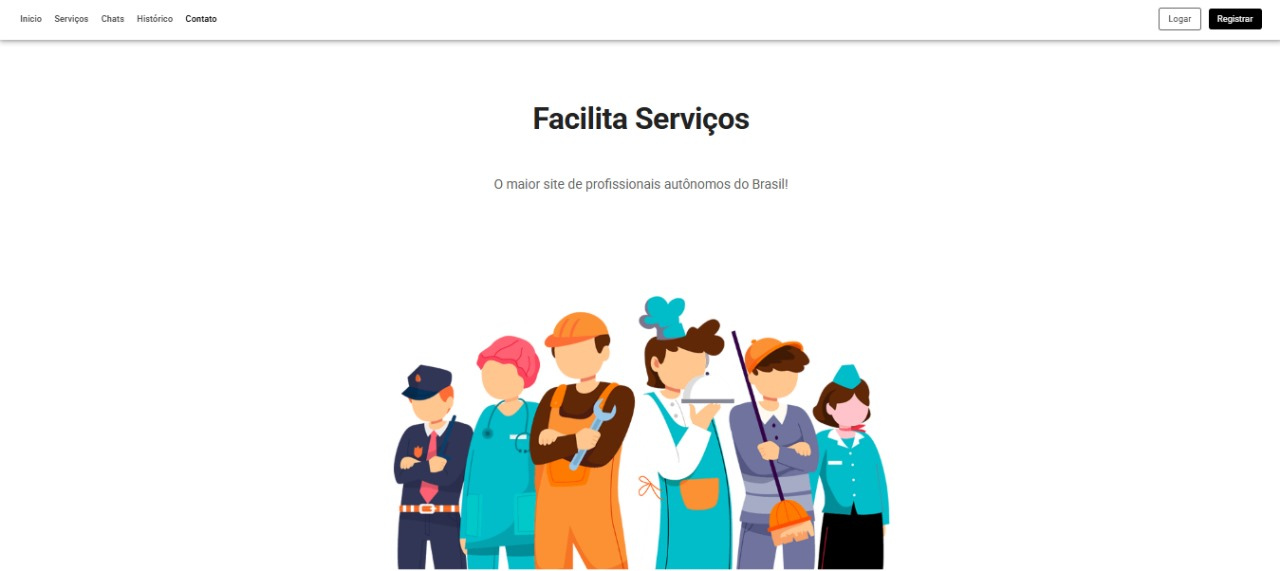 Inicio Serviços Chats Histórico Contato Logar Registrar
Facilita Serviços
O maior site de profissionais autônomos do Brasil!